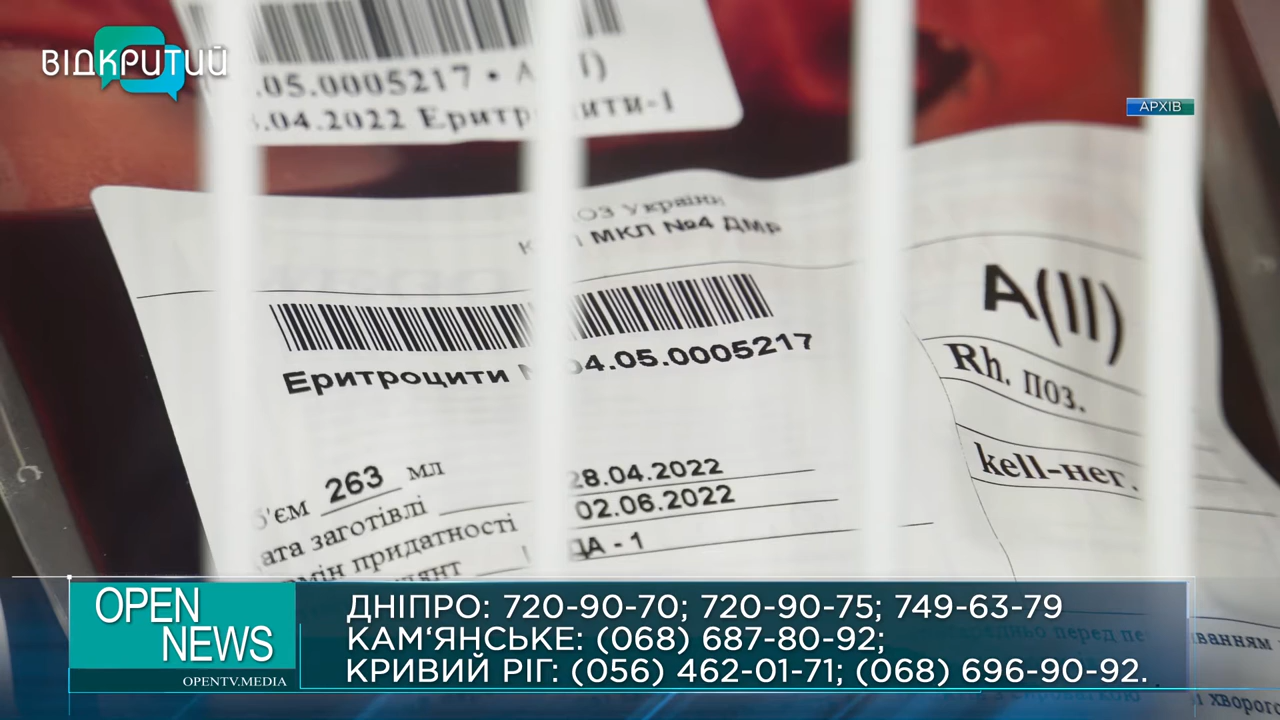 ВІДКРИТИЙ
АРХІВ
.05.0005217 •
.04.2022 Еритроцити-1
ОЗ України
МКЛ №4 ДМР
Еритроцити 04.05.0005217
263 мл
28.04.2022
заготівлі
02.06.2022
придатності
ДА - 1
A(II)
Rh. поз.
kell-нег.
OPEN
NEWS
OPENTV.MEDIA
ДНІПРО: 720-90-70; 720-90-75; 749-63-79
КАМ‘ЯНСЬКЕ: (068) 687-80-92;
КРИВИЙ РІГ: (056) 462-01-71; (068) 696-90-92.